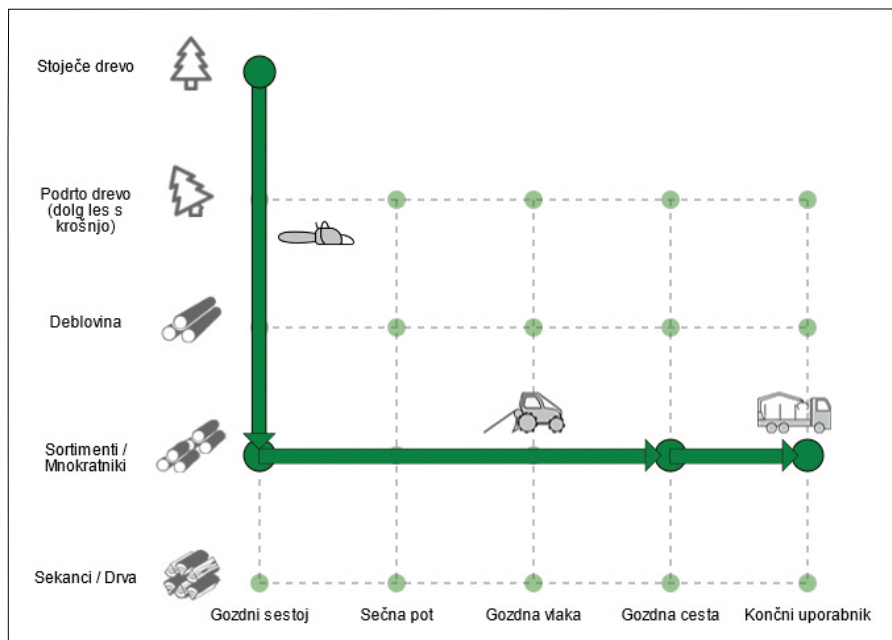 Stoječe drevo
Podrto drevo
(dolg les s
krošnjo)
Deblovina
Sortimenti /
Mnokratniki
Sekanci / Drva
Gozdni sestoj
Sečna pot
Gozdna vlaka
Gozdna cesta
Končni uporabnik